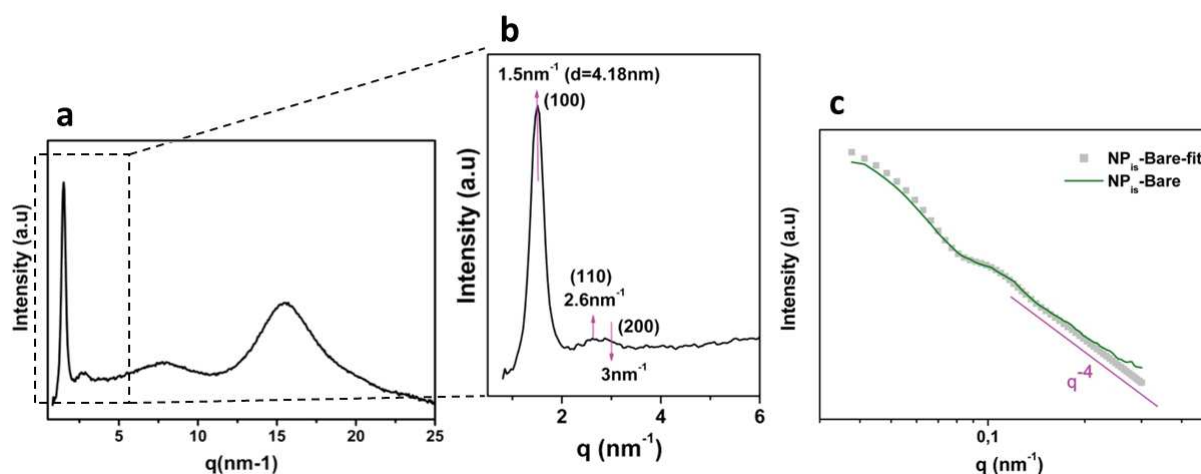 a
Intensity (a.u)
5 10 15 20 25
q(nm-1)
b
Intensity (a.u)
1.5nm⁻¹ (d=4.18nm)
(100)
(110)
2.6nm⁻¹
(200)
3nm⁻¹
2 4 6
q (nm⁻¹)
c
Intensity (a.u)
NPᵢₛ-Bare-fit
NPᵢₛ-Bare
q⁻⁴
0,1
q (nm⁻¹)